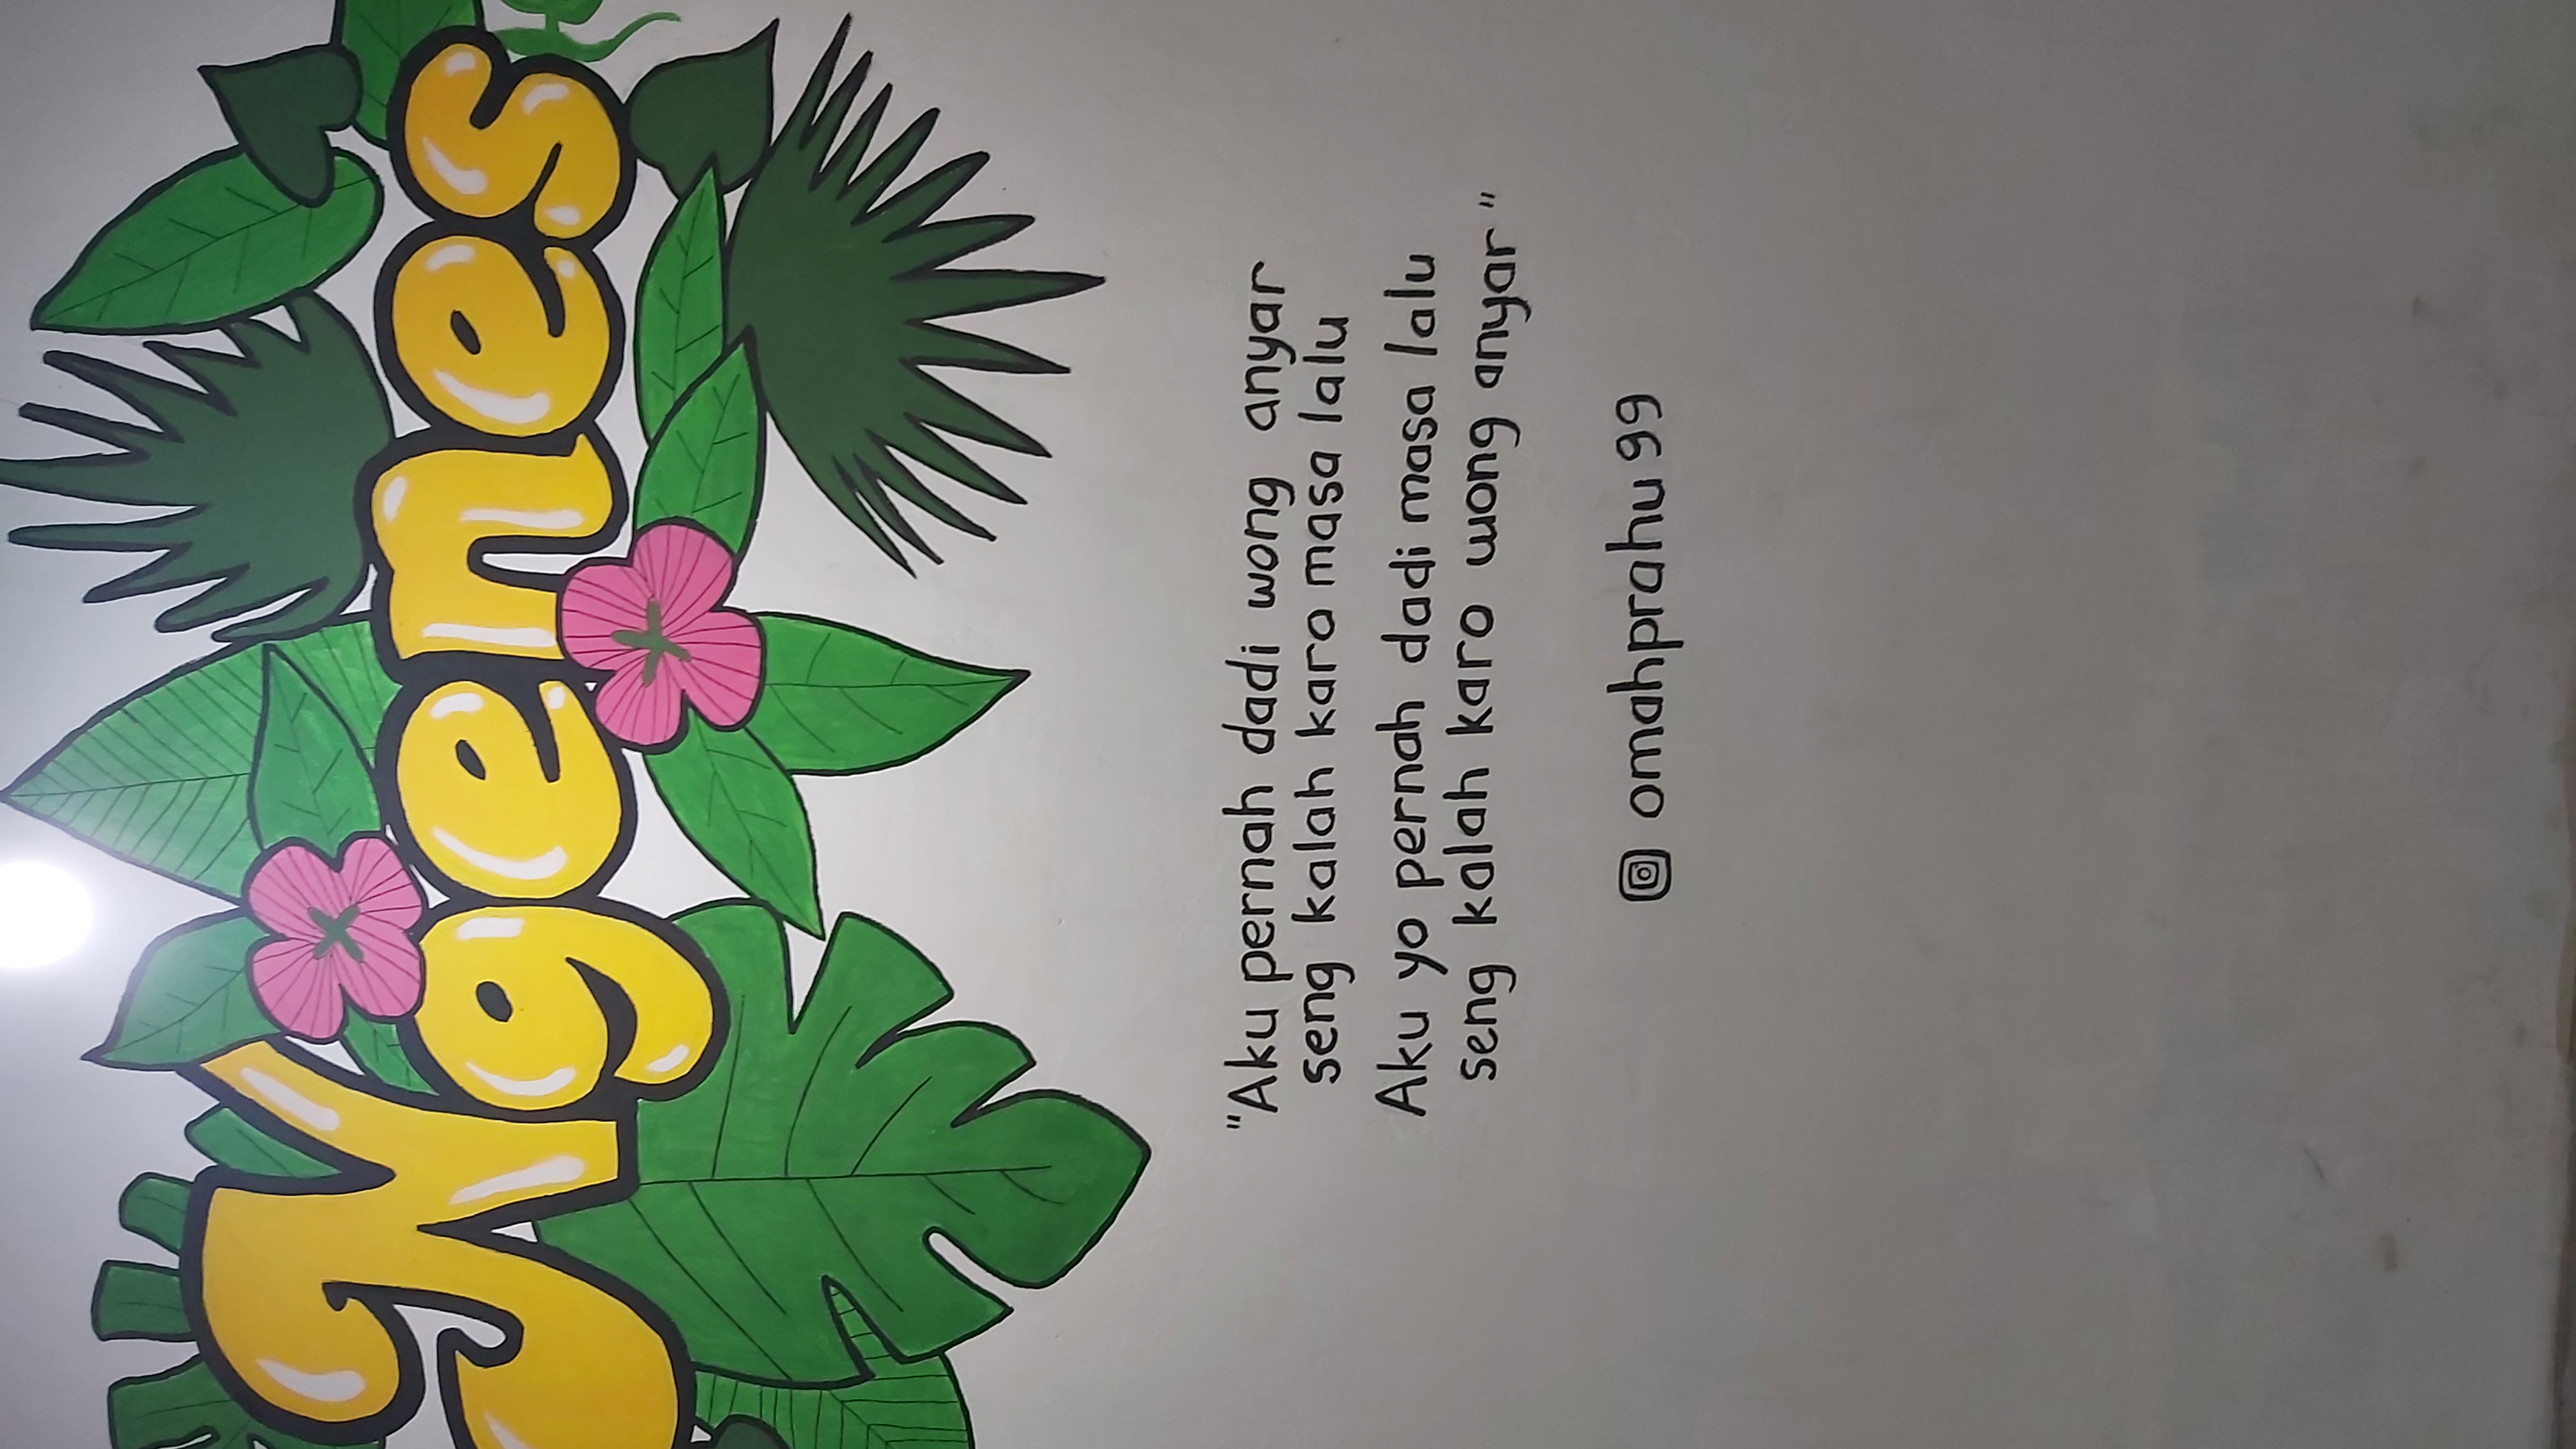 Ngenes
"Aku pernah dadi wong anyar
seng kalah karo masa lalu
Aku yo pernah dadi masa lalu
seng kalah karo wong anyar"
omahprahu99